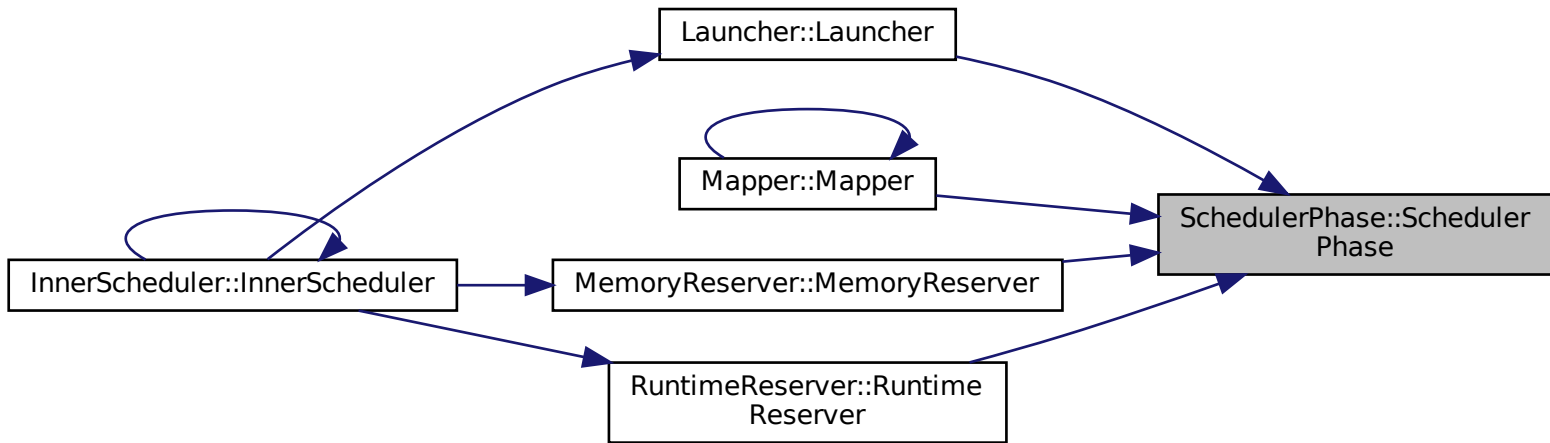 Launcher::Launcher
Mapper::Mapper
SchedulerPhase::Scheduler
Phase
InnerScheduler::InnerScheduler
MemoryReserver::MemoryReserver
RuntimeReserver::Runtime
Reserver